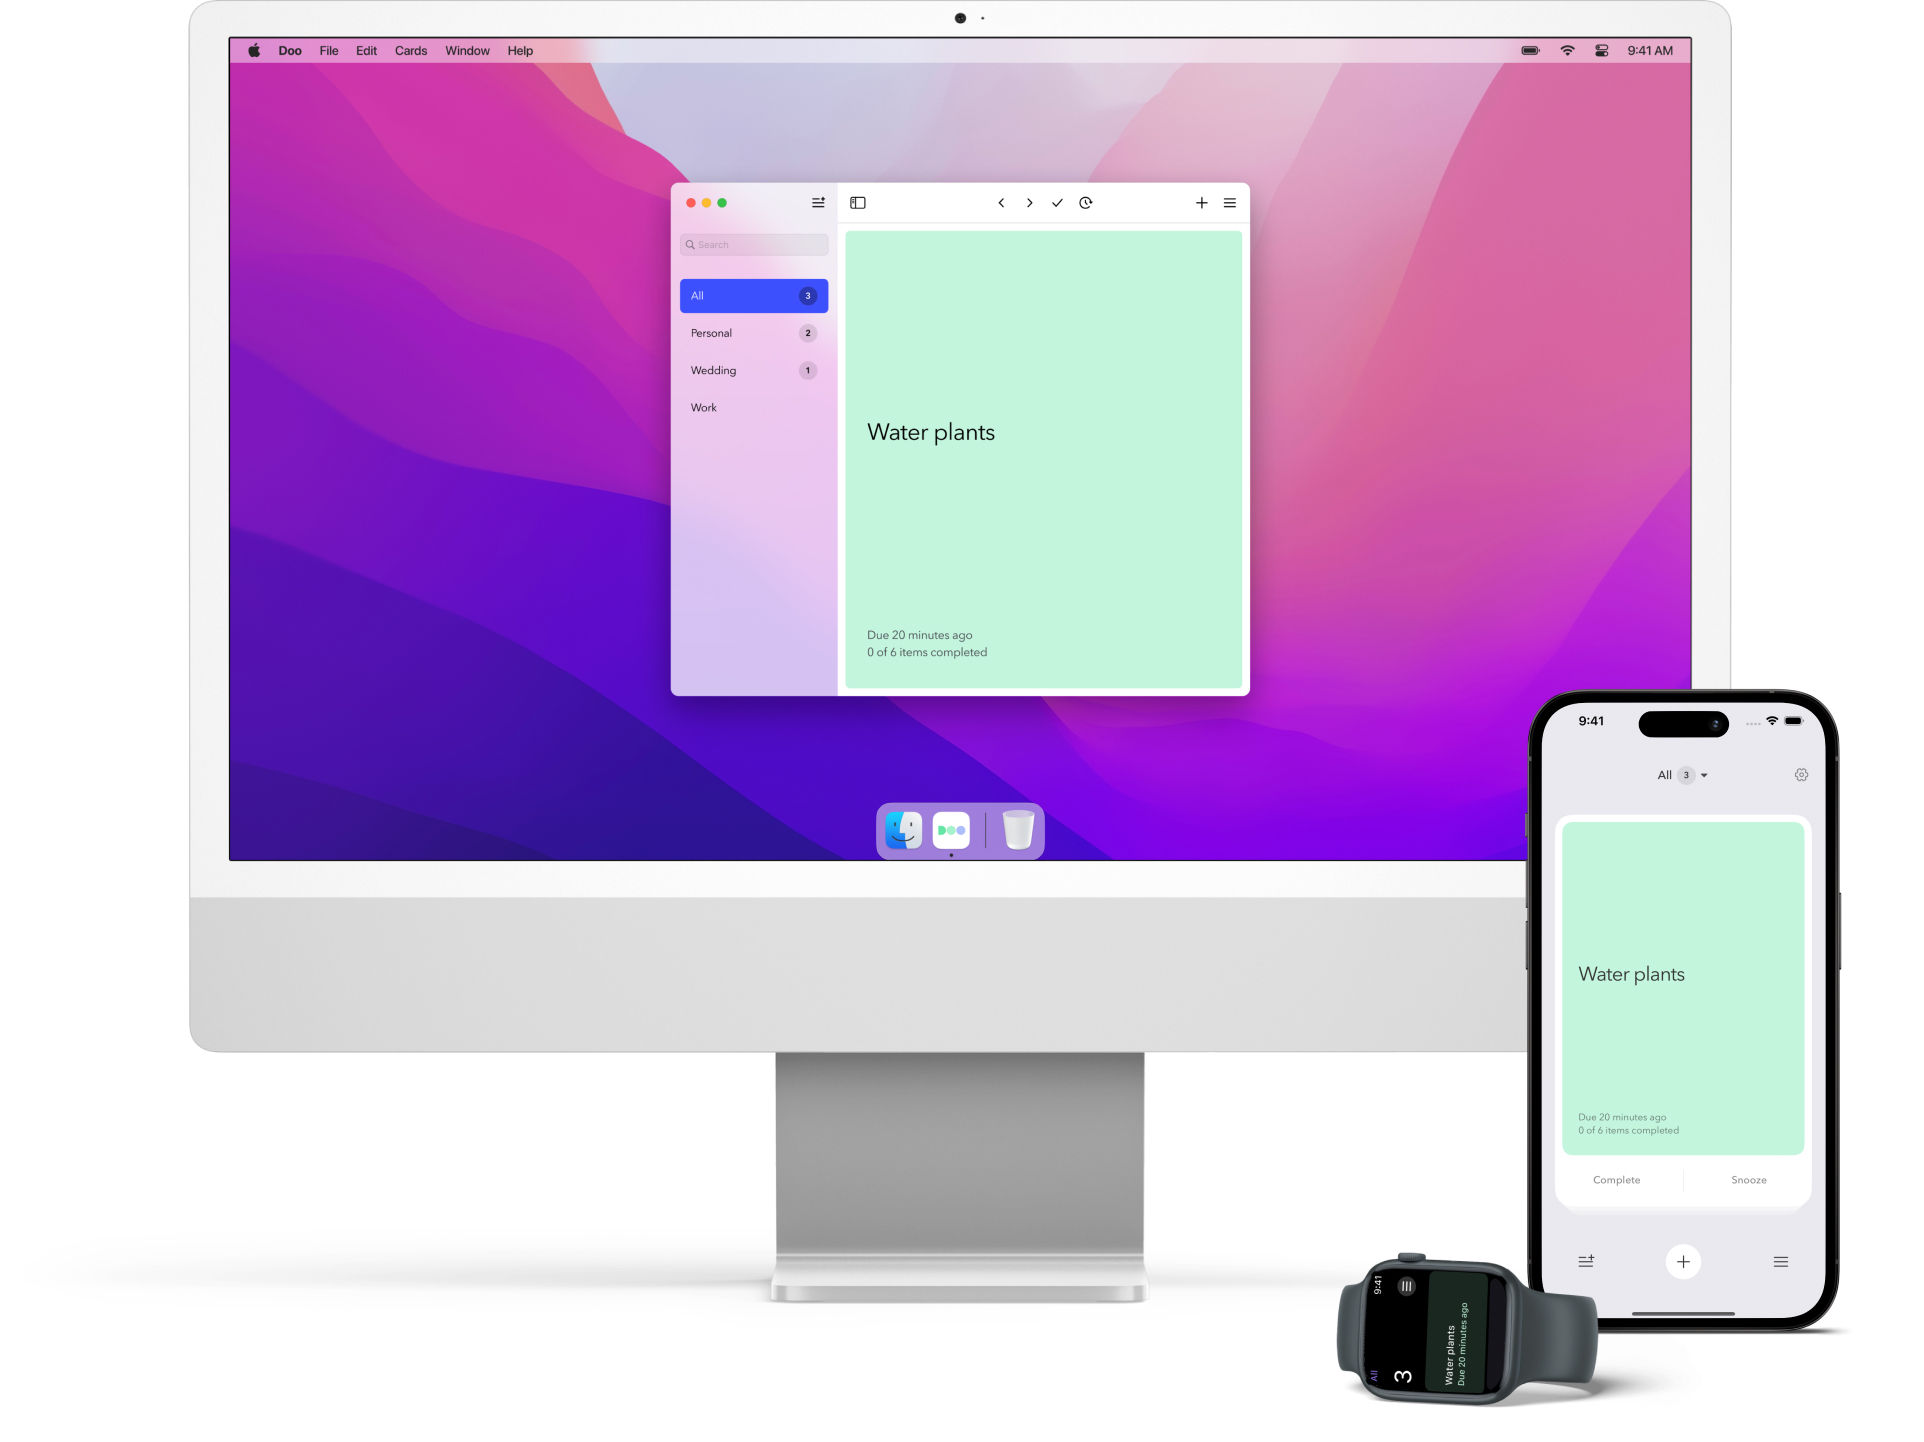 Doo File Edit Cards Window Help 9:41 AM
Search
All 3
Personal 2
Wedding 1
Work
Water plants
Due 20 minutes ago
0 of 6 items completed
DOO
9:41
All 3
Water plants
Due 20 minutes ago
0 of 6 items completed
Complete Snooze
9:41
All
3
Water plants
Due 20 minutes ago